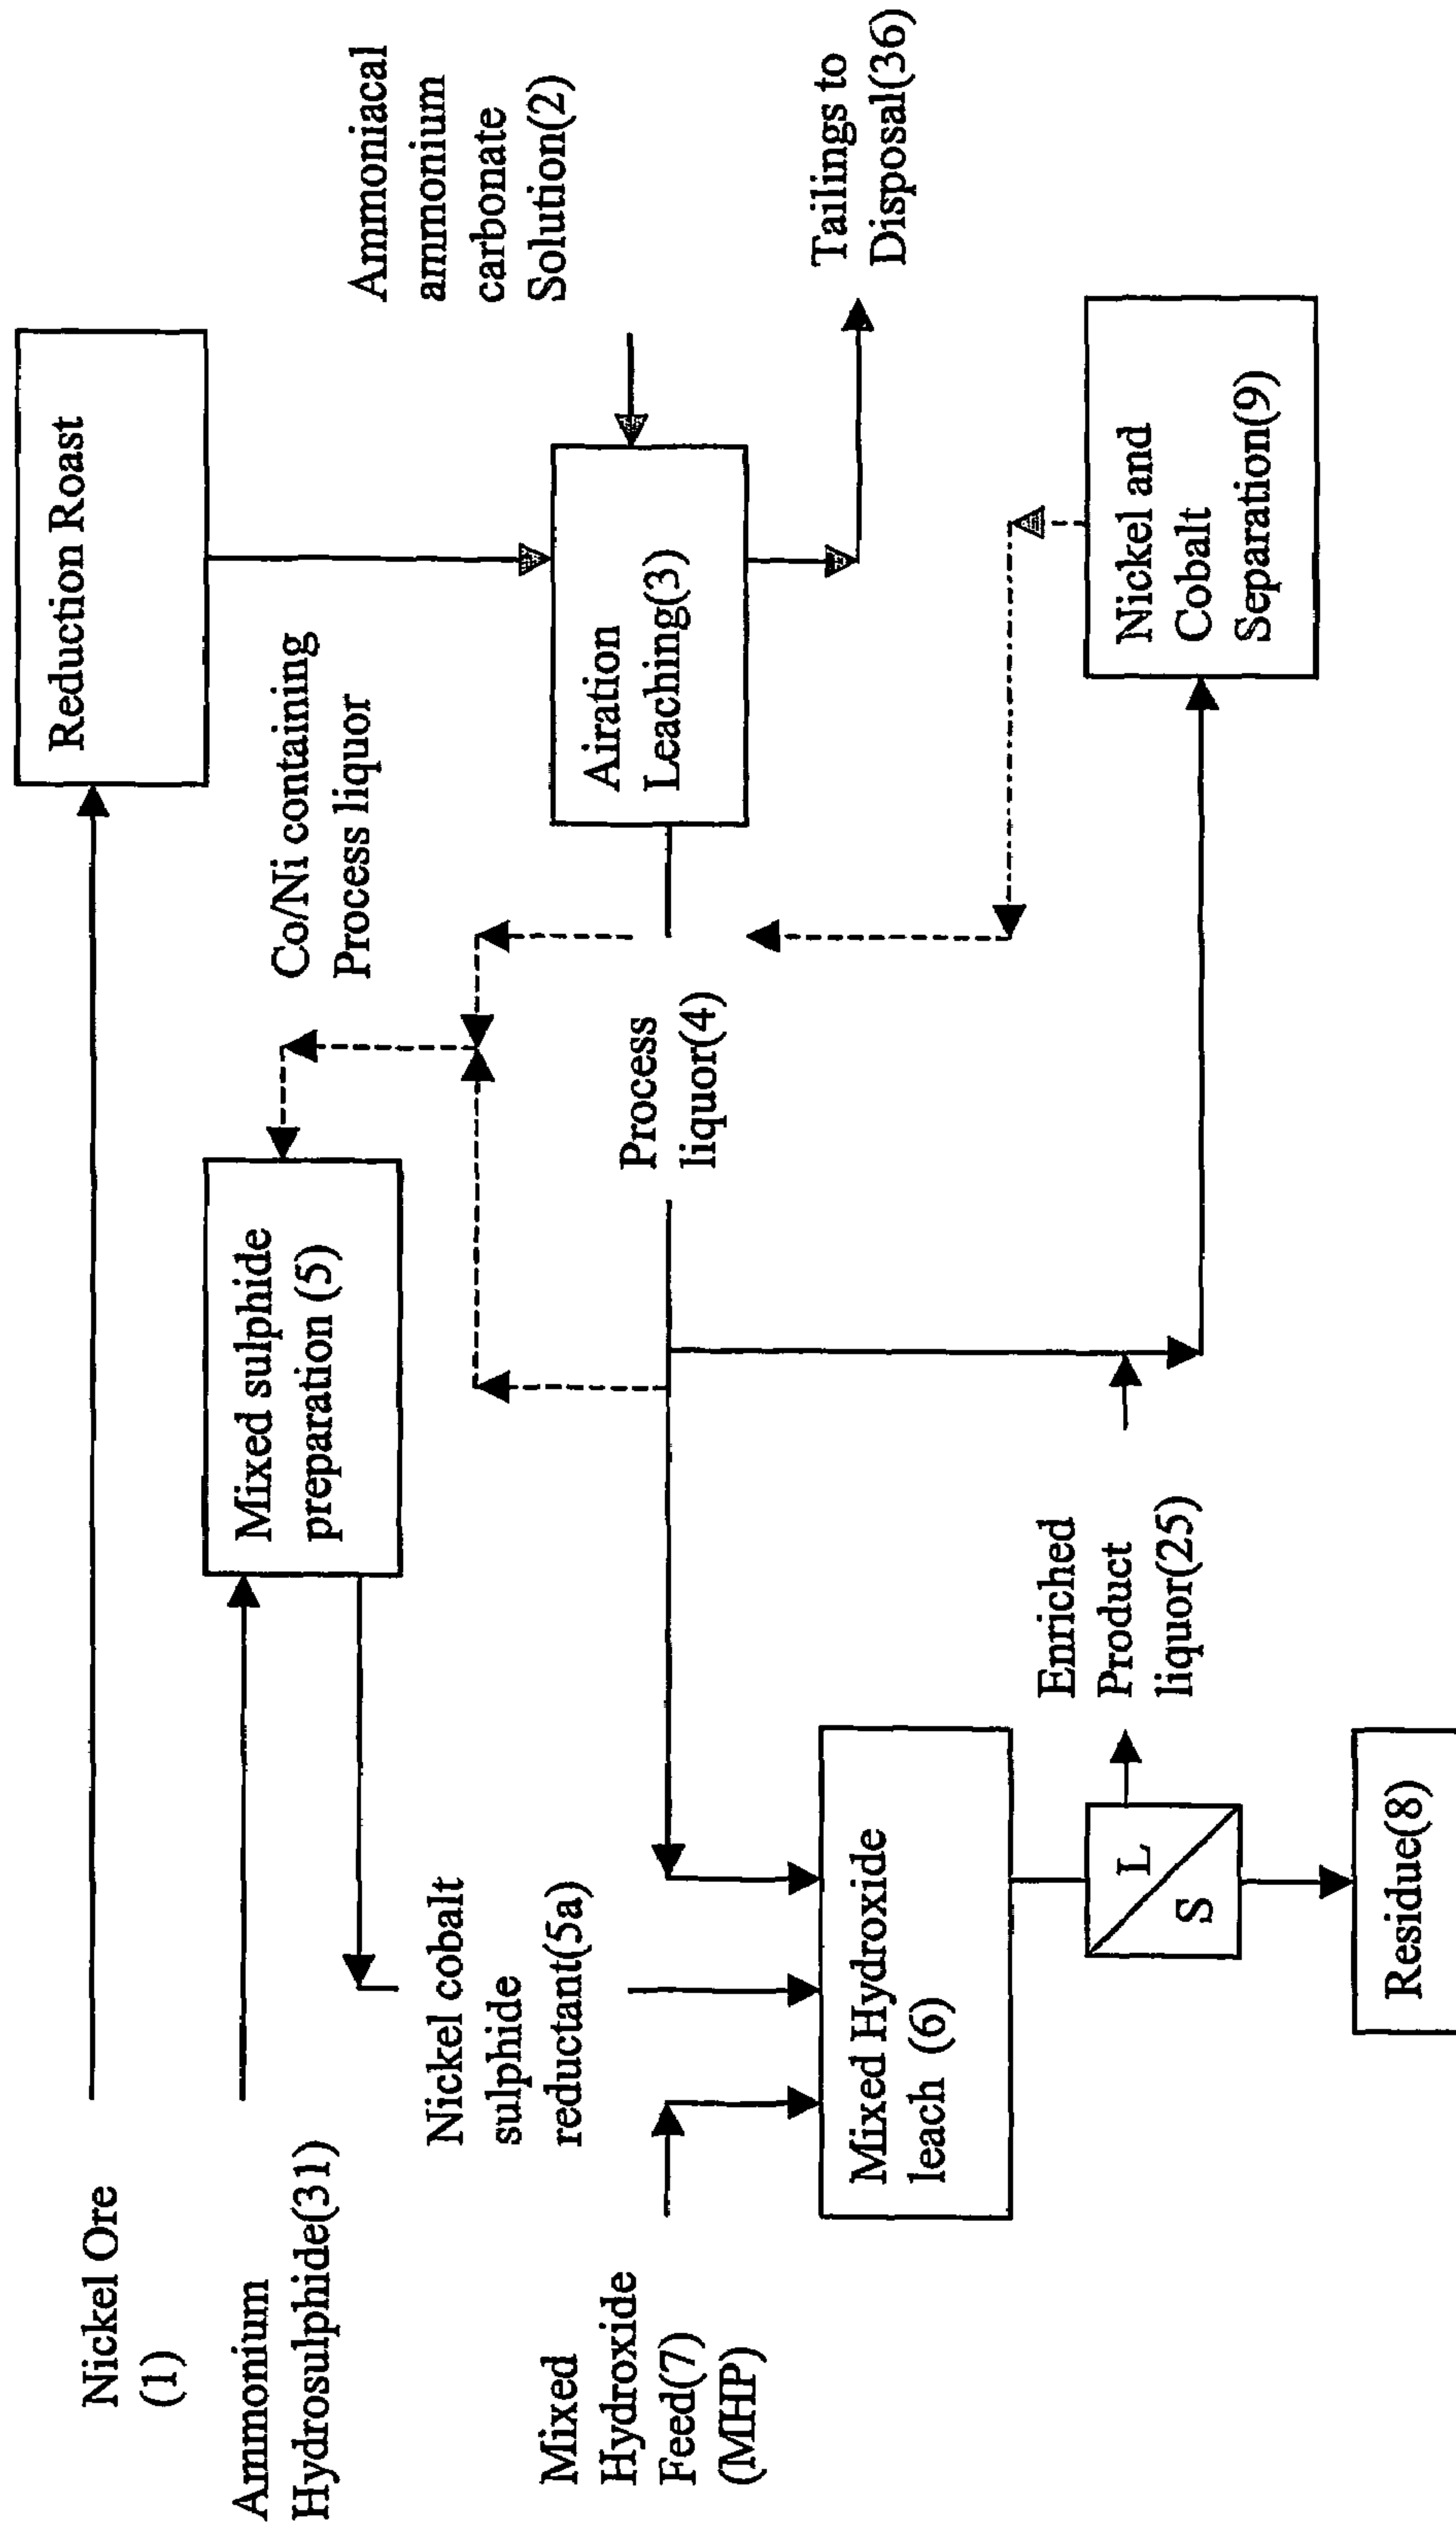 Nickel Ore
(1)
Reduction Roast
Ammonium
Hydrosulphide(31)
Mixed sulphide
preparation (5)
Co/Ni containing
Process liquor
Ammoniacal
ammonium
carbonate
Solution(2)
Nickel cobalt
sulphide
reductant(5a)
Mixed
Hydroxide
Feed(7)
(MHP)
Process
liquor(4)
Airation
Leaching(3)
Tailings to
Disposal(36)
Mixed Hydroxide
leach (6)
Enriched
Product
liquor(25)
Nickel and
Cobalt
Separation(9)
L
S
Residue(8)